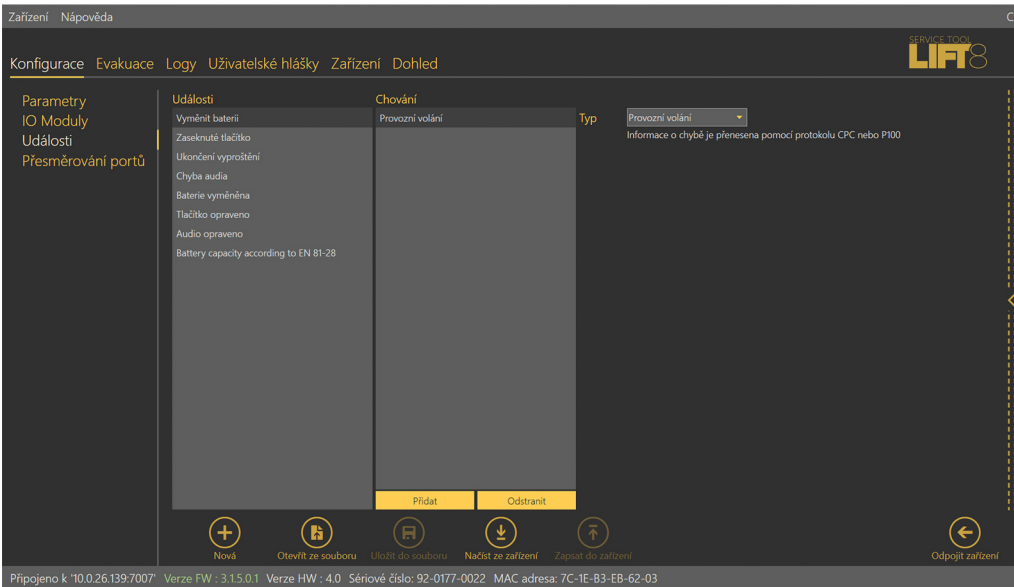 Zařízení Nápověda
C
SERVICE TOOL
LIFT8
Konfigurace Evakuace Logy Uživatelské hlášky Zařízení Dohled
Parametry
IO Moduly
Události
Přesměrování portů
Události
Vyměnit baterii
Zaseknuté tlačítko
Ukončení vyproštění
Chyba audia
Baterie vyměněna
Tlačítko opraveno
Audio opraveno
Battery capacity according to EN 81-28
Chování
Provozní volání
Přidat Odstranit
Typ Provozní volání
Informace o chybě je přenesena pomocí protokolu CPC nebo P100
Nová Otevřít ze souboru Uložit do souboru Načíst ze zařízení Zapsat do zařízení Odpojit zařízení
Připojeno k '10.0.26.139:7007' Verze FW : 3.1.5.0.1 Verze HW : 4.0 Sériové číslo: 92-0177-0022 MAC adresa: 7C-1E-B3-EB-62-03